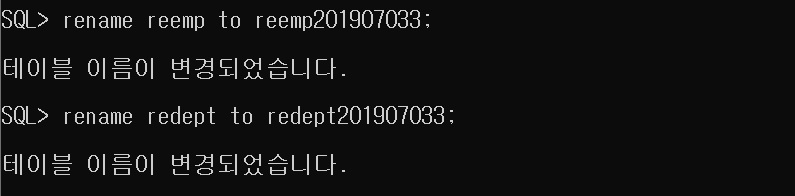 SQL> rename reemp to reemp201907033;
테이블 이름이 변경되었습니다.
SQL> rename redept to redept201907033;
테이블 이름이 변경되었습니다.